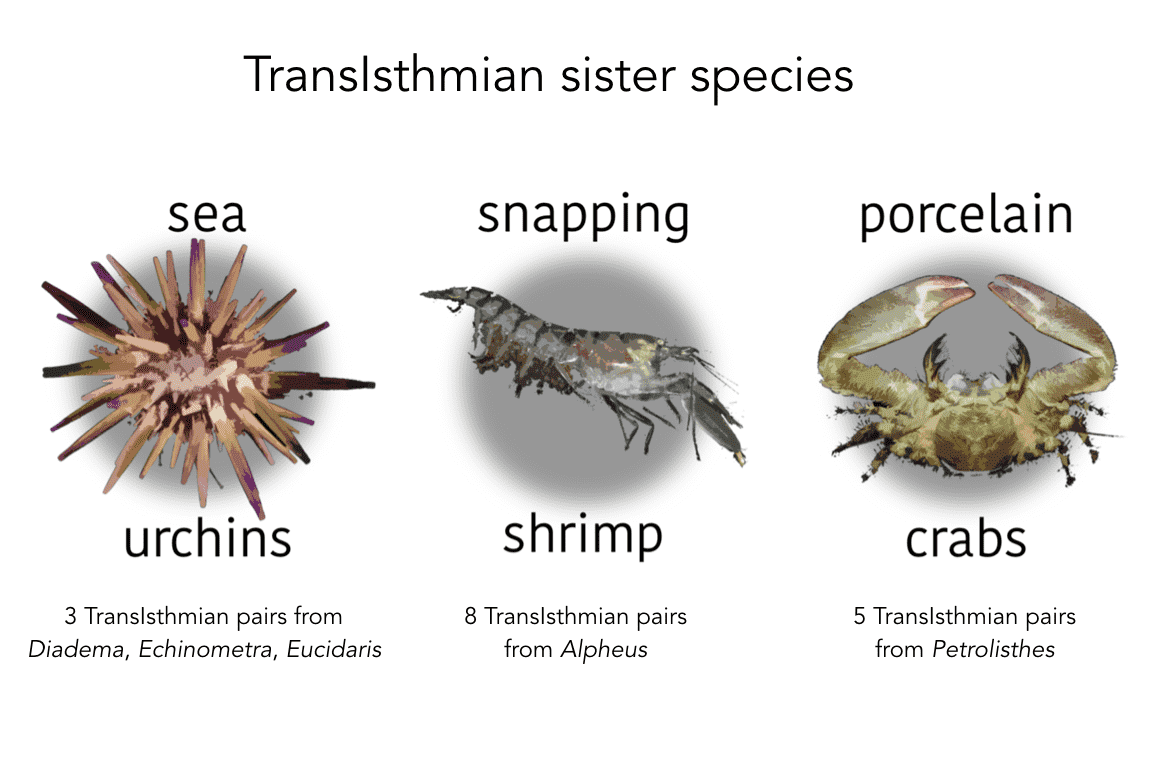 TransIsthmian sister species
sea
urchins
3 TransIsthmian pairs from
Diadema, Echinometra, Eucidaris
snapping
shrimp
8 TransIsthmian pairs
from Alpheus
porcelain
crabs
5 TransIsthmian pairs
from Petrolisthes